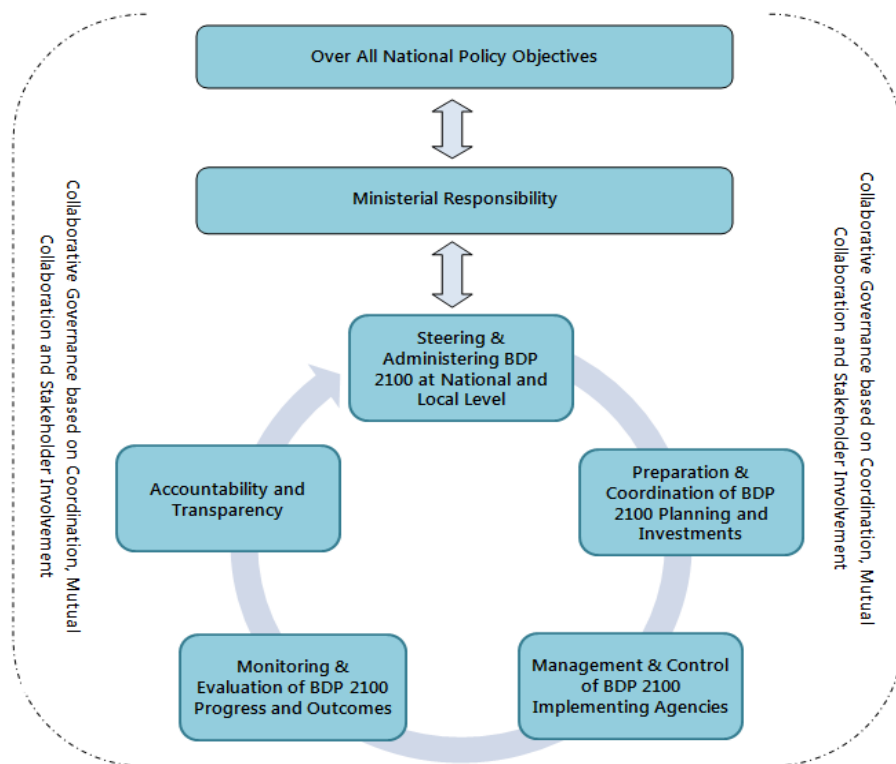 Over All National Policy Objectives
Ministerial Responsibility
Steering &
Administering BDP
2100 at National and
Local Level
Accountability and
Transparency
Preparation &
Coordination of BDP
2100 Planning and
Investments
Monitoring &
Evaluation of BDP 2100
Progress and Outcomes
Management & Control
of BDP 2100
Implementing Agencies
Collaborative Governance based on Coordination, Mutual
Collaboration and Stakeholder Involvement
Collaborative Governance based on Coordination, Mutual
Collaboration and Stakeholder Involvement